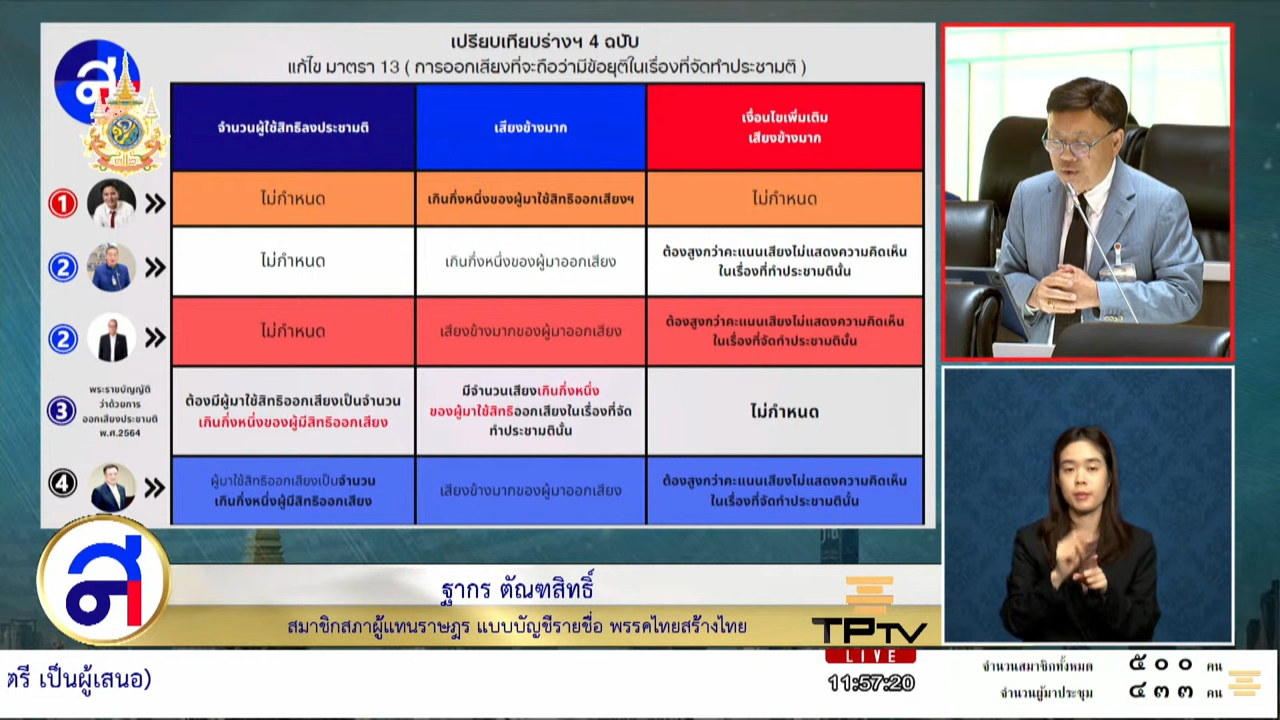 เปรียบเทียบร่างฯ 4 ฉบับ
แก้ไข มาตรา 13 ( การออกเสียงที่จะถือว่ามีข้อยุติในเรื่องที่จัดทำประชามติ )
ส
จำนวนผู้ใช้สิทธิลงประชามติ
เสียงข้างมาก
เงื่อนไขเพิ่มเติม
เสียงข้างมาก
1
ไม่กำหนด
เกินกึ่งหนึ่งของผู้มาใช้สิทธิออกเสียงฯ
ไม่กำหนด
2
ไม่กำหนด
เกินกึ่งหนึ่งของผู้มาออกเสียง
ต้องสูงกว่าคะแนนเสียงไม่แสดงความคิดเห็น
ในเรื่องที่ทำประชามตินั้น
2
ไม่กำหนด
เสียงข้างมากของผู้มาออกเสียง
ต้องสูงกว่าคะแนนเสียงไม่แสดงความคิดเห็น
ในเรื่องที่จัดทำประชามตินั้น
3
พระราชบัญญัติ
ว่าด้วยการ
ออกเสียงประชามติ
พ.ศ.2564
ต้องมีผู้มาใช้สิทธิออกเสียงเป็นจำนวน
เกินกึ่งหนึ่งของผู้มีสิทธิออกเสียง
มีจำนวนเสียงเกินกึ่งหนึ่ง
ของผู้มาใช้สิทธิออกเสียงในเรื่องที่จัด
ทำประชามตินั้น
ไม่กำหนด
4
ผู้มาใช้สิทธิออกเสียงเป็นจำนวน
เกินกึ่งหนึ่งผู้มีสิทธิออกเสียง
เสียงข้างมากของผู้มาออกเสียง
ต้องสูงกว่าคะแนนเสียงไม่แสดงความคิดเห็น
ในเรื่องที่จัดทำประชามตินั้น
ฐากร ตัณฑสิทธิ์
สมาชิกสภาผู้แทนราษฎร แบบบัญชีรายชื่อ พรรคไทยสร้างไทย
TPTV
LIVE
11:57:20
ตรี เป็นผู้เสนอ)
จำนวนสมาชิกทั้งหมด ๕๐๐ คน
จำนวนผู้มาประชุม ๔๓๓ คน